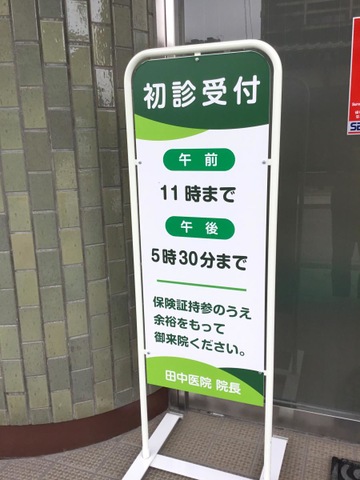 初診受付
午前
11時まで
午後
5時30分まで
保険証持参のうえ
余裕をもって
御来院ください。
田中医院 院長